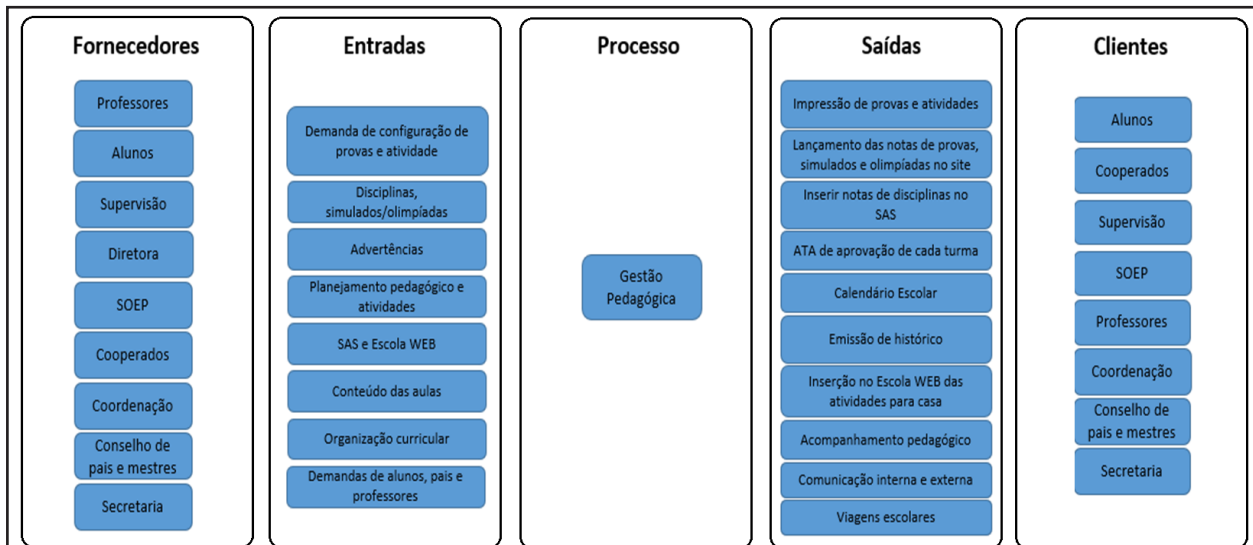 Fornecedores
Professores
Alunos
Supervisão
Diretora
SOEP
Cooperados
Coordenação
Conselho de
pais e mestres
Secretaria
Entradas
Demanda de configuração de
provas e atividade
Disciplinas,
simulados/olimpíadas
Advertências
Planejamento pedagógico e
atividades
SAS e Escola WEB
Conteúdo das aulas
Organização curricular
Demandas de alunos, pais e
professores
Processo
Gestão
Pedagógica
Saídas
Impressão de provas e atividades
Lançamento das notas de provas,
simulados e olimpíadas no site
Inserir notas de disciplinas no
SAS
ATA de aprovação de cada turma
Calendário Escolar
Emissão de histórico
Inserção no Escola WEB das
atividades para casa
Acompanhamento pedagógico
Comunicação interna e externa
Viagens escolares
Clientes
Alunos
Cooperados
Supervisão
SOEP
Professores
Coordenação
Conselho de
pais e mestres
Secretaria